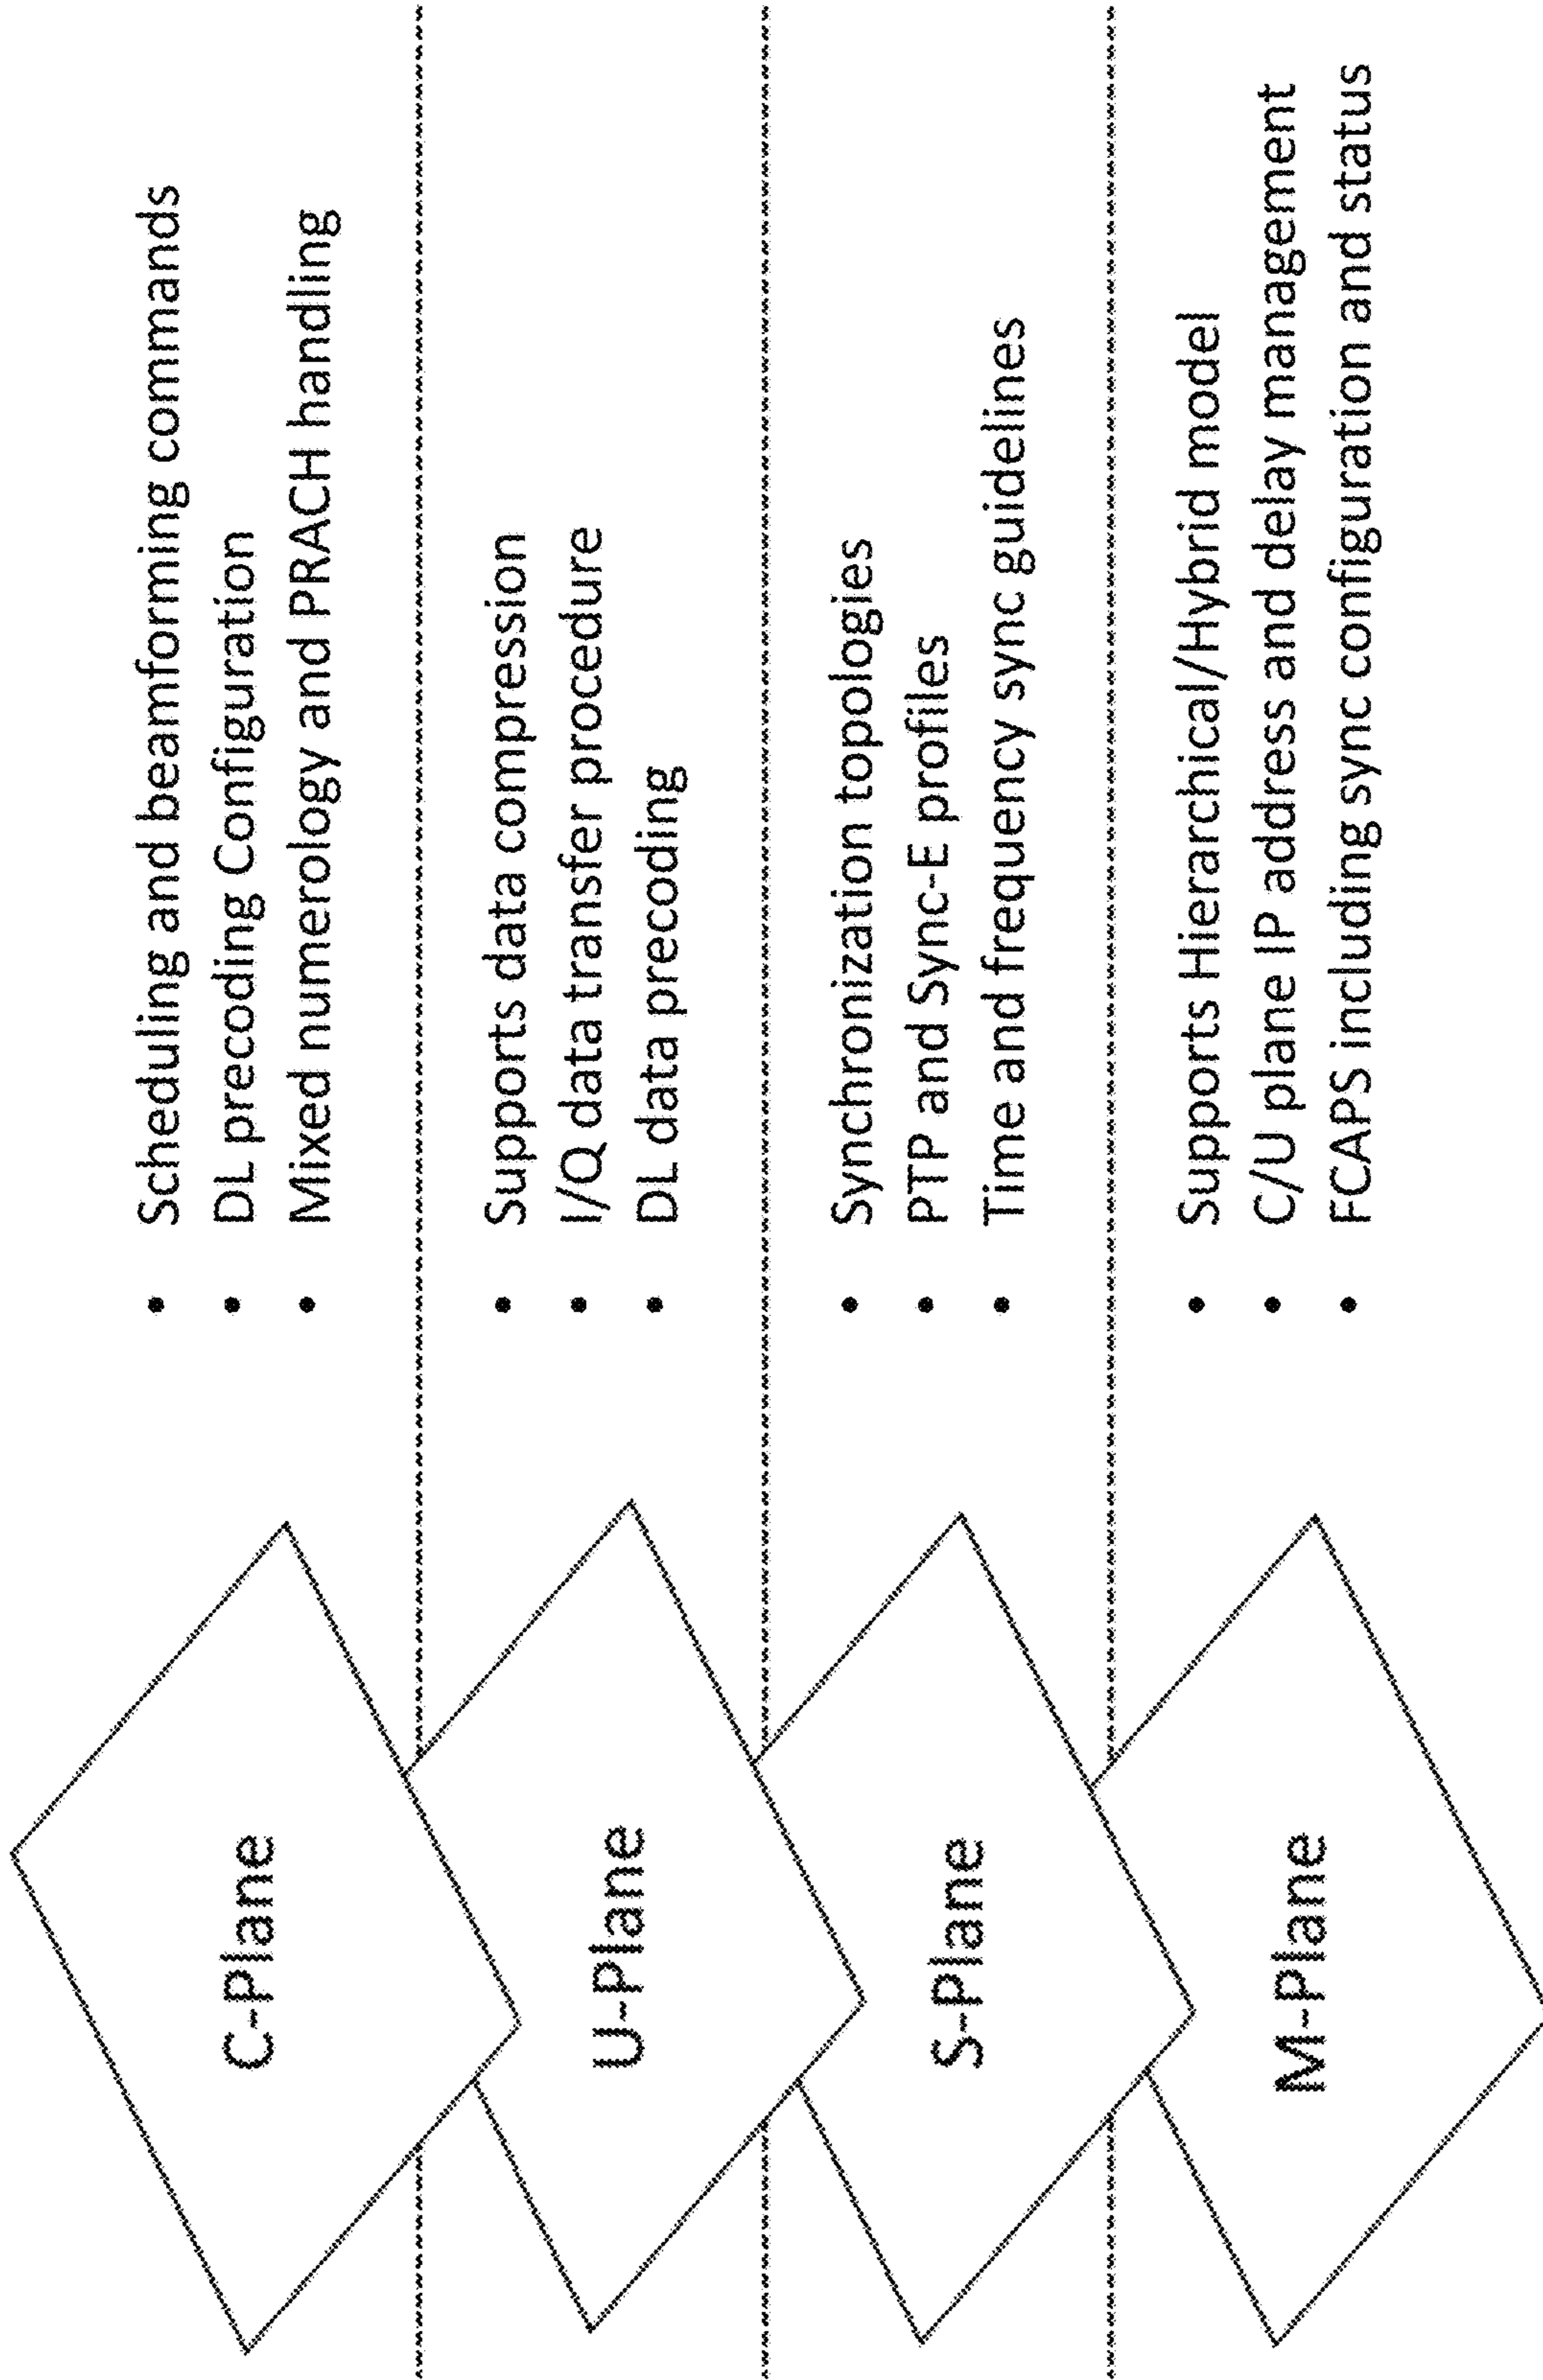 C-Plane
• Scheduling and beamforming commands
• DL precoding Configuration
• Mixed numerology and PRACH handling
U-Plane
• Supports data compression
• I/Q data transfer procedure
• DL data precoding
S-Plane
• Synchronization topologies
• PTP and Sync-E profiles
• Time and frequency sync guidelines
M-Plane
• Supports Hierarchical/Hybrid model
• C/U plane IP address and delay management
• FCAPS including sync configuration and status